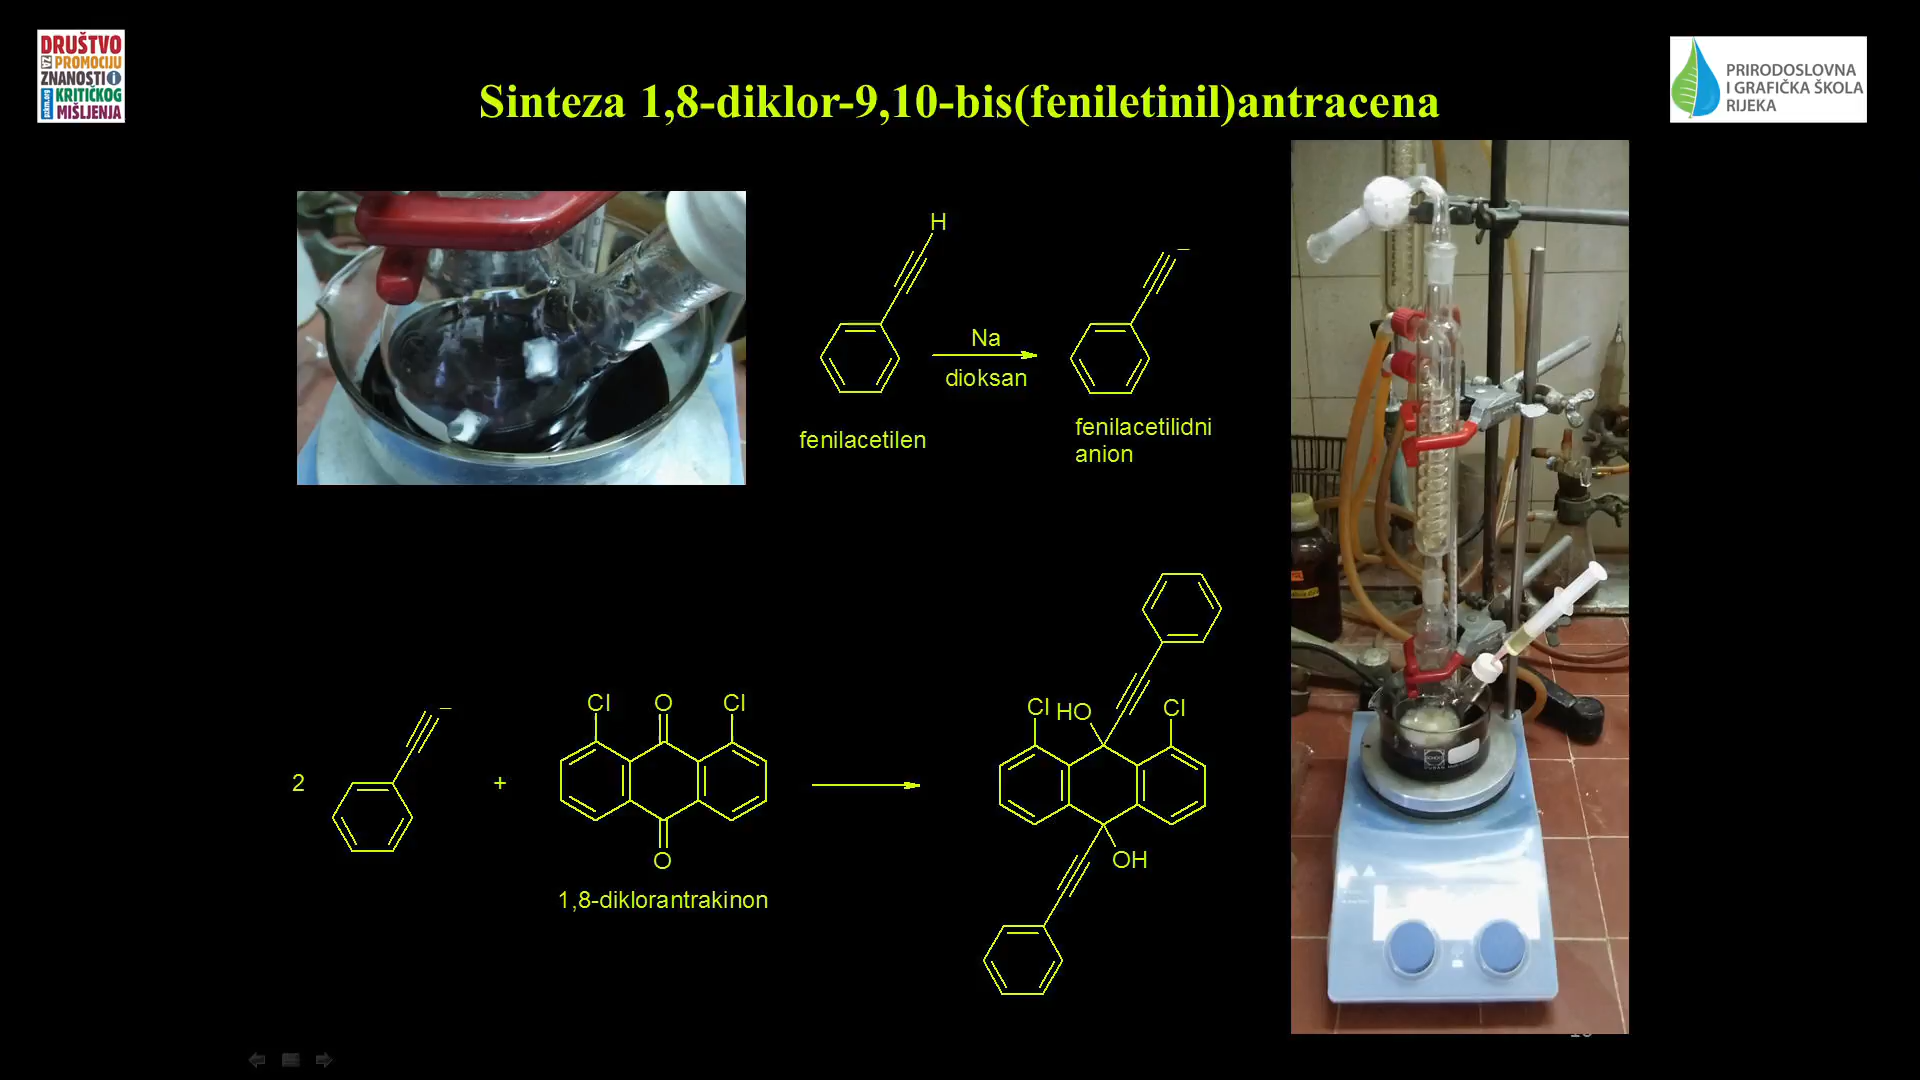 DRUŠTVO
ZA PROMOCIJU
ZNANOSTI i
KRITIČKOG
MIŠLJENJA
PRIRODOSLOVNA
I GRAFIČKA ŠKOLA
RIJEKA
Sinteza 1,8-diklor-9,10-bis(feniletinil)antracena
H
Na
dioksan
fenilacetilen
fenilacetilidni
anion
2
+
Cl O Cl
O
1,8-diklorantrakinon
Cl HO Cl
OH